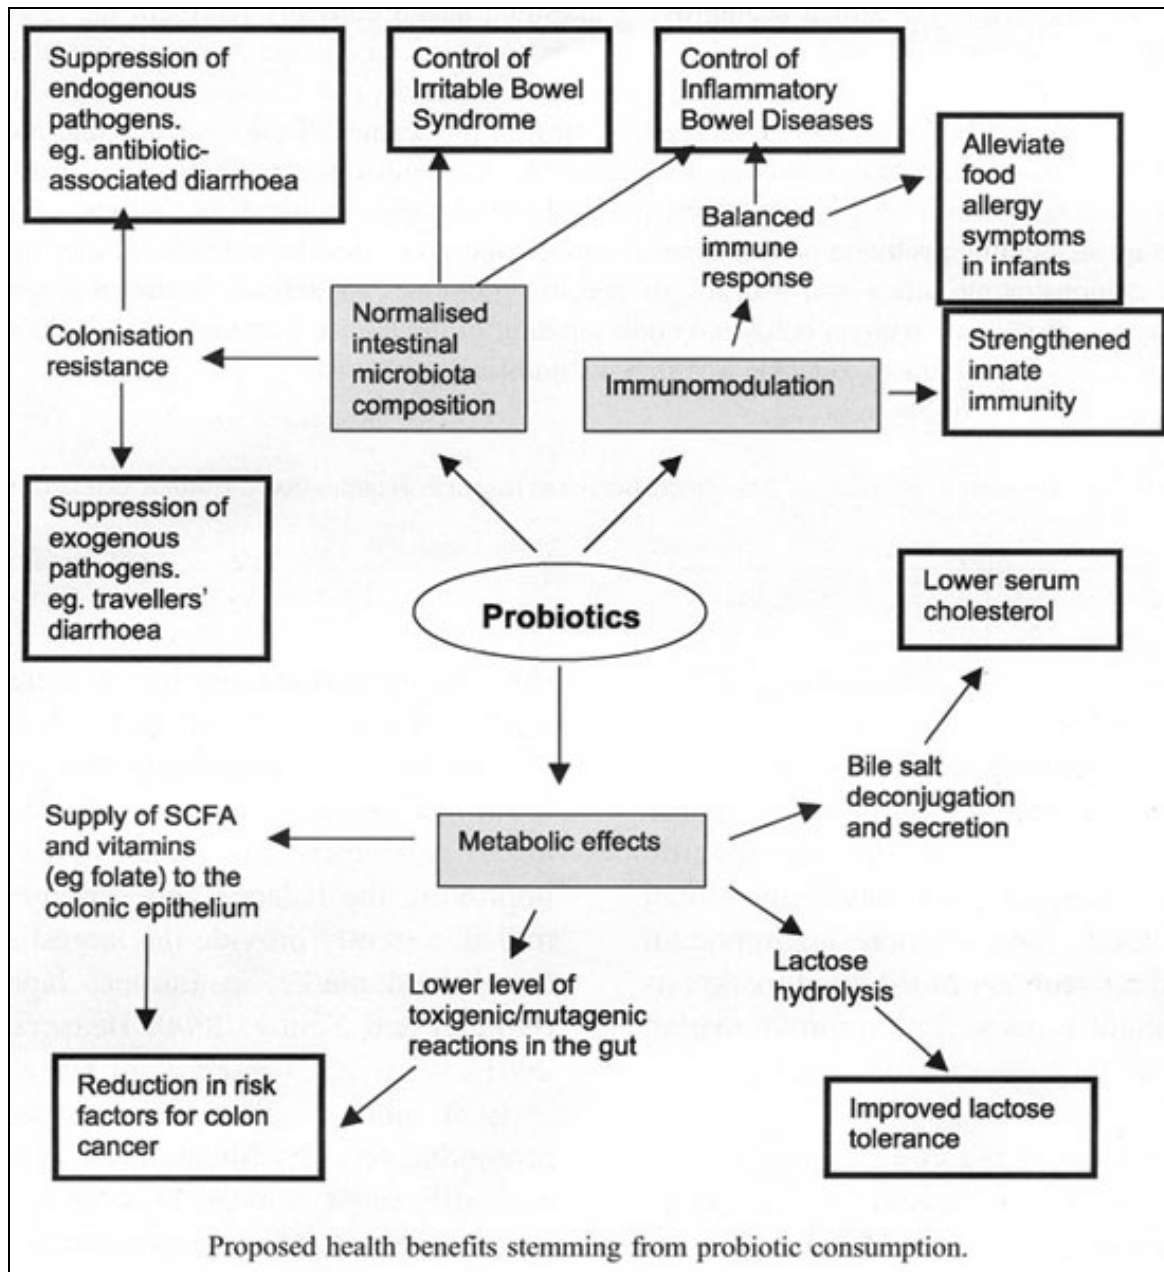 Suppression of
endogenous
pathogens.
eg. antibiotic-
associated diarrhoea
Control of
Irritable Bowel
Syndrome
Control of
Inflammatory
Bowel Diseases
Alleviate
food
allergy
symptoms
in infants
Balanced
immune
response
Colonisation
resistance
Normalised
intestinal
microbiota
composition
Immunomodulation
Strengthened
innate
immunity
Suppression of
exogenous
pathogens.
eg. travellers'
diarrhoea
Probiotics
Lower serum
cholesterol
Bile salt
deconjugation
and secretion
Supply of SCFA
and vitamins
(eg folate) to the
colonic epithelium
Metabolic effects
Lactose
hydrolysis
Lower level of
toxigenic/mutagenic
reactions in the gut
Reduction in risk
factors for colon
cancer
Improved lactose
tolerance
Proposed health benefits stemming from probiotic consumption.